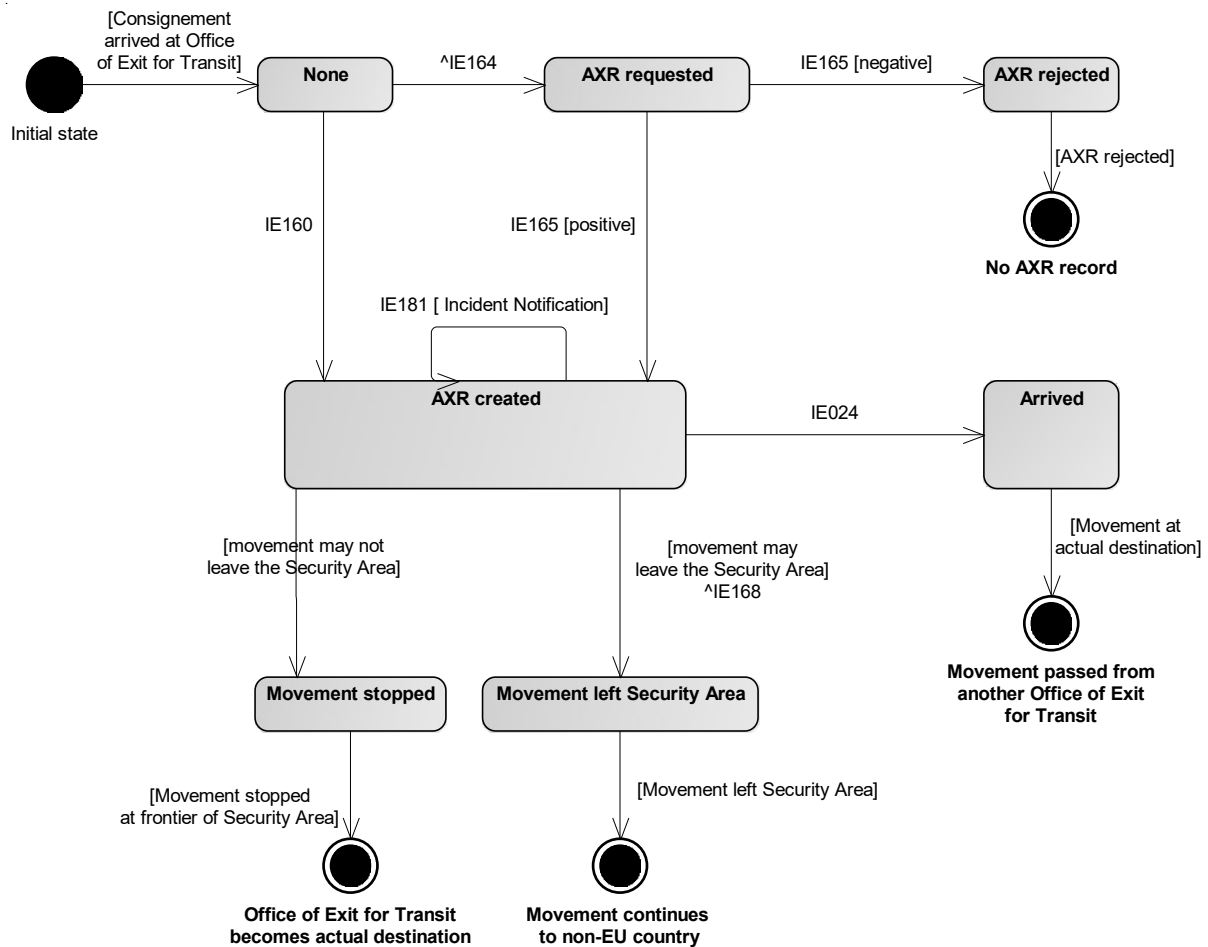 [Consignement
arrived at Office
of Exit for Transit]
None
^IE164
AXR requested
IE165 [negative]
AXR rejected
Initial state
[AXR rejected]
IE160
IE165 [positive]
No AXR record
IE181 [ Incident Notification]
AXR created
IE024
Arrived
[movement may not
leave the Security Area]
[movement may
leave the Security Area]
^IE168
[Movement at
actual destination]
Movement stopped
Movement left Security Area
Movement passed from
another Office of Exit
for Transit
[Movement stopped
at frontier of Security Area]
[Movement left Security Area]
Office of Exit for Transit
becomes actual destination
Movement continues
to non-EU country